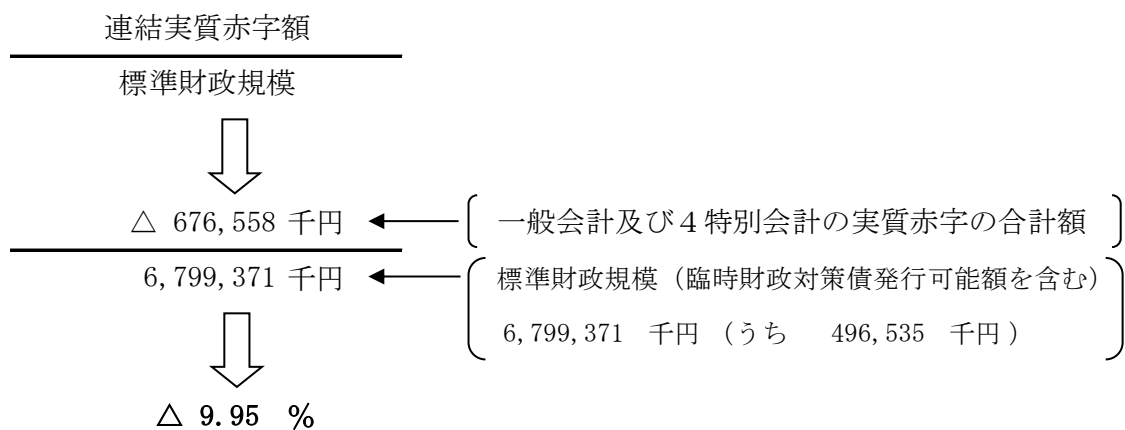 連結実質赤字額
標準財政規模
△ 676,558 千円
一般会計及び４特別会計の実質赤字の合計額
6,799,371 千円
標準財政規模（臨時財政対策債発行可能額を含む）
6,799,371 千円 （うち 496,535 千円）
△ 9.95 %